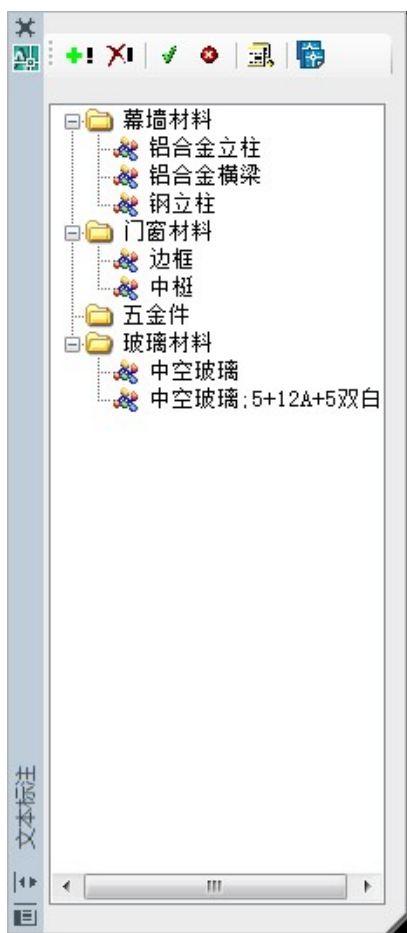 幕墙材料
铝合金立柱
铝合金横梁
钢立柱
门窗材料
边框
中梃
五金件
玻璃材料
中空玻璃
中空玻璃;5+12A+5双白
文本标注